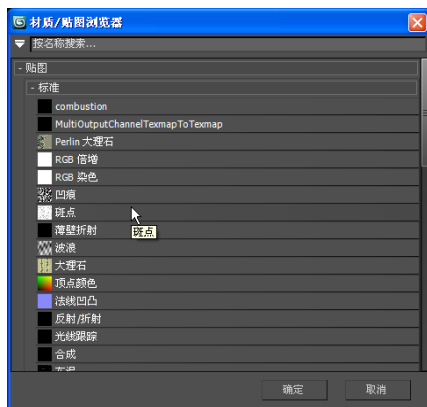 材质/贴图浏览器
按名称搜索...
- 贴图
- 标准
combustion
MultiOutputChannelTexmapToTexmap
Perlin 大理石
RGB 倍增
RGB 染色
凹痕
斑点
斑点
薄壁折射
波浪
大理石
顶点颜色
法线凹凸
反射/折射
光线跟踪
合成
确定
取消